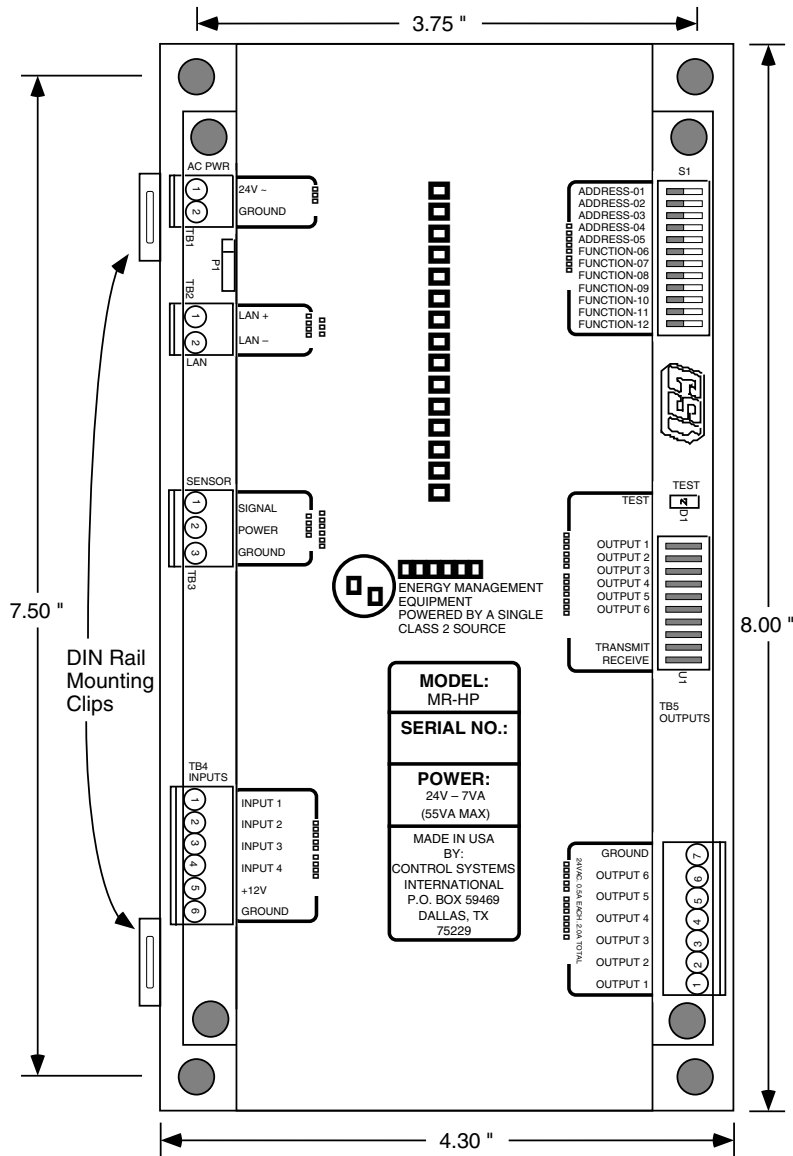 3.75 "
AC PWR
1
2
24V ~
GROUND
TB1
P1
TB2
1
2
LAN +
LAN –
LAN
S1
ADDRESS-01
ADDRESS-02
ADDRESS-03
ADDRESS-04
ADDRESS-05
FUNCTION-06
FUNCTION-07
FUNCTION-08
FUNCTION-09
FUNCTION-10
FUNCTION-11
FUNCTION-12
CSI
SENSOR
1
2
3
SIGNAL
POWER
GROUND
TB3
TEST
TEST
D1
OUTPUT 1
OUTPUT 2
OUTPUT 3
OUTPUT 4
OUTPUT 5
OUTPUT 6
TRANSMIT
RECEIVE
U1
ENERGY MANAGEMENT
EQUIPMENT
POWERED BY A SINGLE
CLASS 2 SOURCE
7.50 "
8.00 "
DIN Rail
Mounting
Clips
MODEL:
MR-HP
SERIAL NO.:
POWER:
24V – 7VA
(55VA MAX)
MADE IN USA
BY:
CONTROL SYSTEMS
INTERNATIONAL
P.O. BOX 59469
DALLAS, TX
75229
TB5
OUTPUTS
TB4
INPUTS
1
2
3
4
5
6
INPUT 1
INPUT 2
INPUT 3
INPUT 4
+12V
GROUND
24VAC. 0.5A EACH. 2.0A TOTAL
GROUND
OUTPUT 6
OUTPUT 5
OUTPUT 4
OUTPUT 3
OUTPUT 2
OUTPUT 1
7
6
5
4
3
2
1
4.30 "